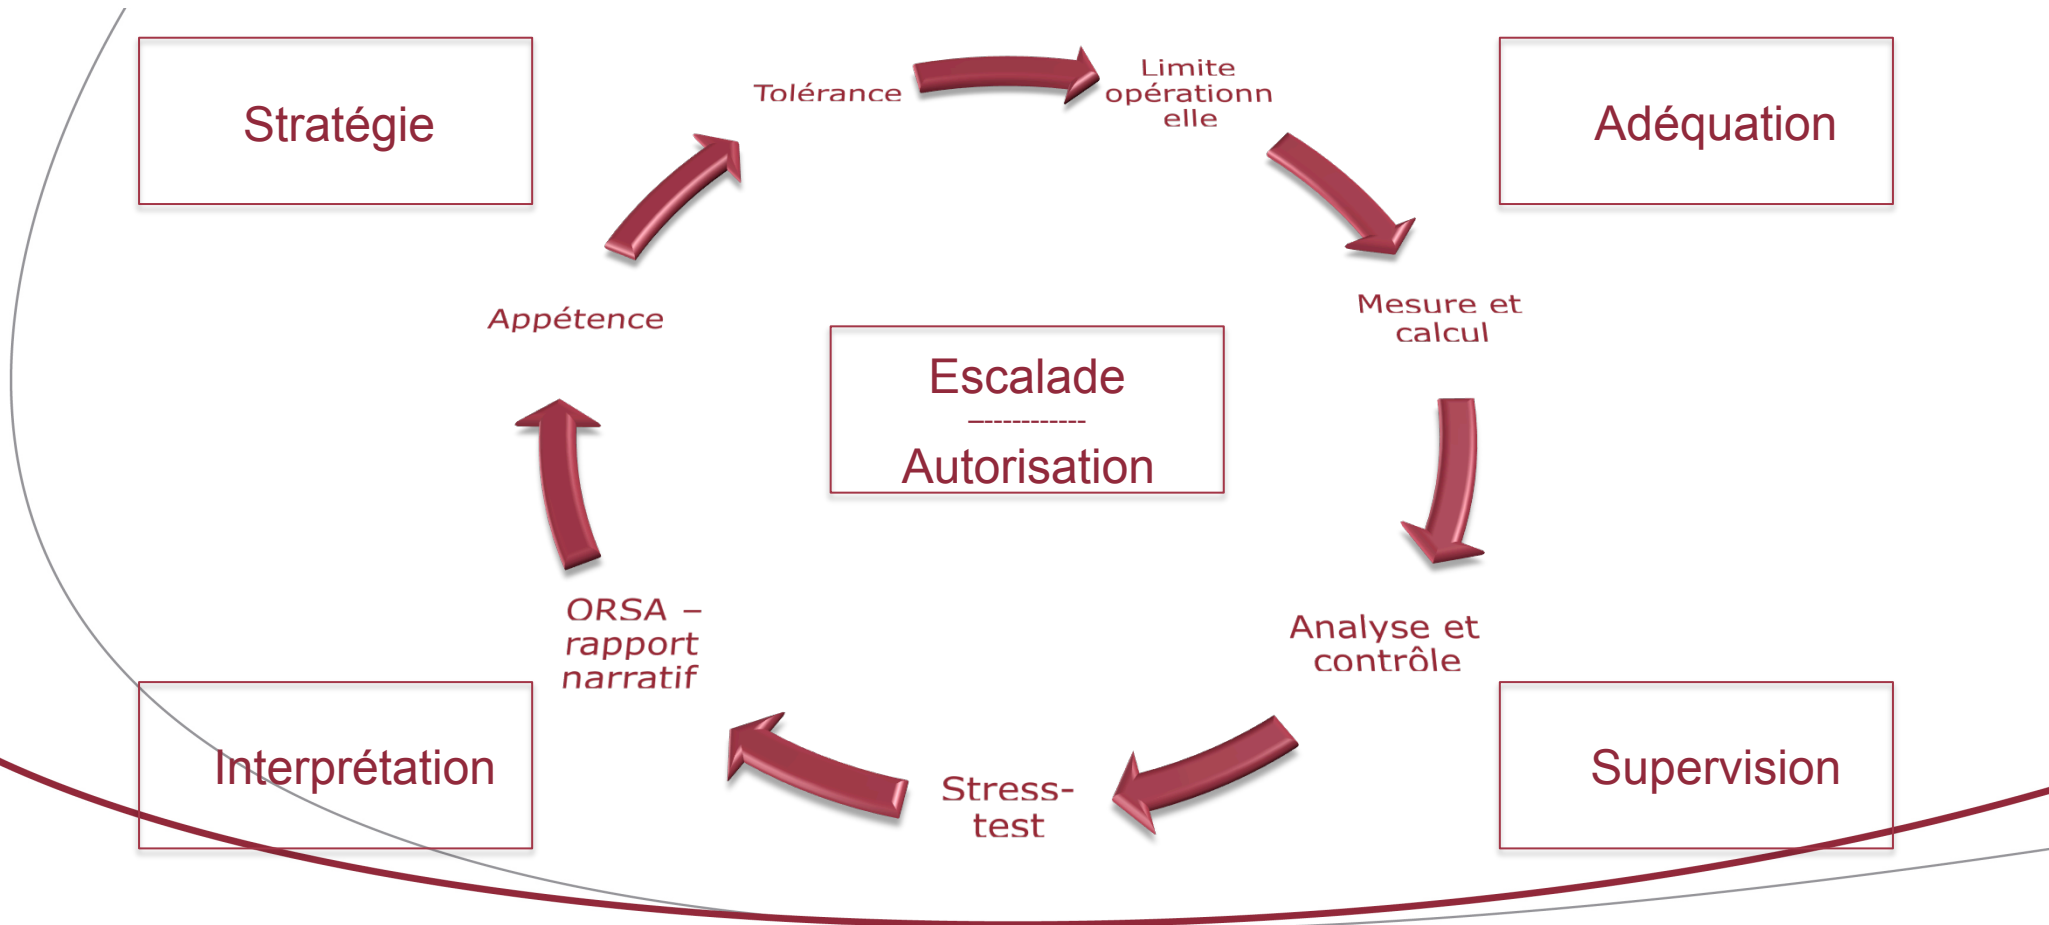 Stratégie
Tolérance
Limite
opérationn
elle
Adéquation
Appétence
Mesure et
calcul
Escalade
------------
Autorisation
ORSA –
rapport
narratif
Analyse et
contrôle
Interprétation
Stress-
test
Supervision